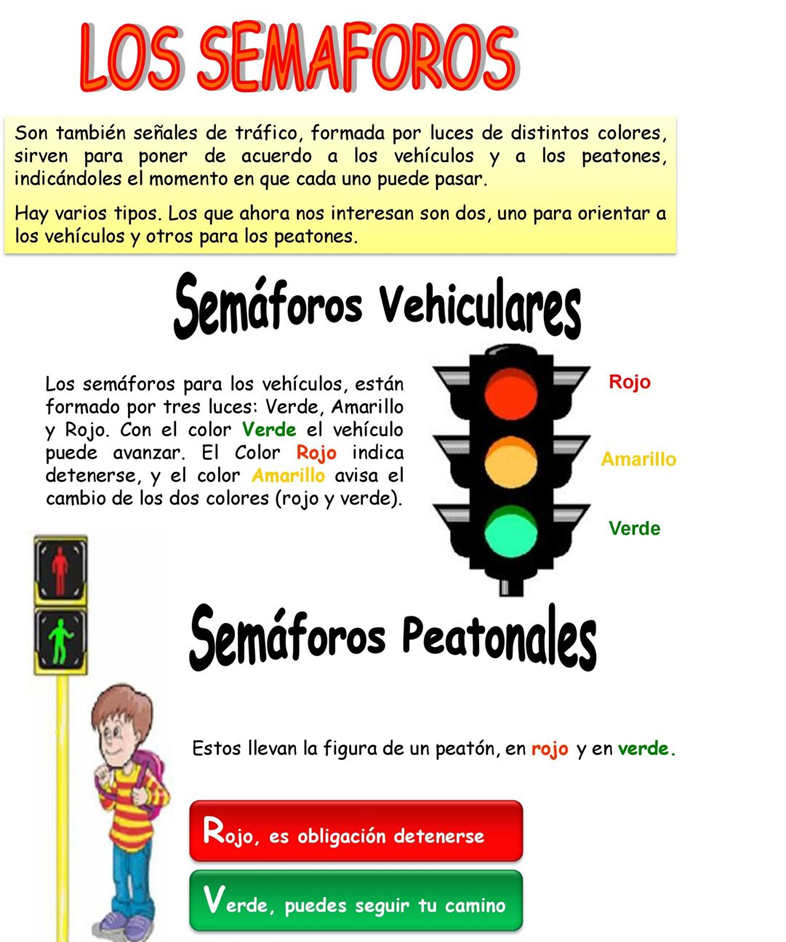 LOS SEMAFOROS
Son también señales de tráfico, formada por luces de distintos colores,
sirven para poner de acuerdo a los vehículos y a los peatones,
indicándoles el momento en que cada uno puede pasar.
Hay varios tipos. Los que ahora nos interesan son dos, uno para orientar a
los vehículos y otros para los peatones.
Semáforos Vehiculares
Los semáforos para los vehículos, están
formado por tres luces: Verde, Amarillo
y Rojo. Con el color Verde el vehículo
puede avanzar. El Color Rojo indica
detenerse, y el color Amarillo avisa el
cambio de los dos colores (rojo y verde).
Rojo
Amarillo
Verde
Semáforos Peatonales
Estos llevan la figura de un peatón, en rojo y en verde.
Rojo, es obligación detenerse
Verde, puedes seguir tu camino